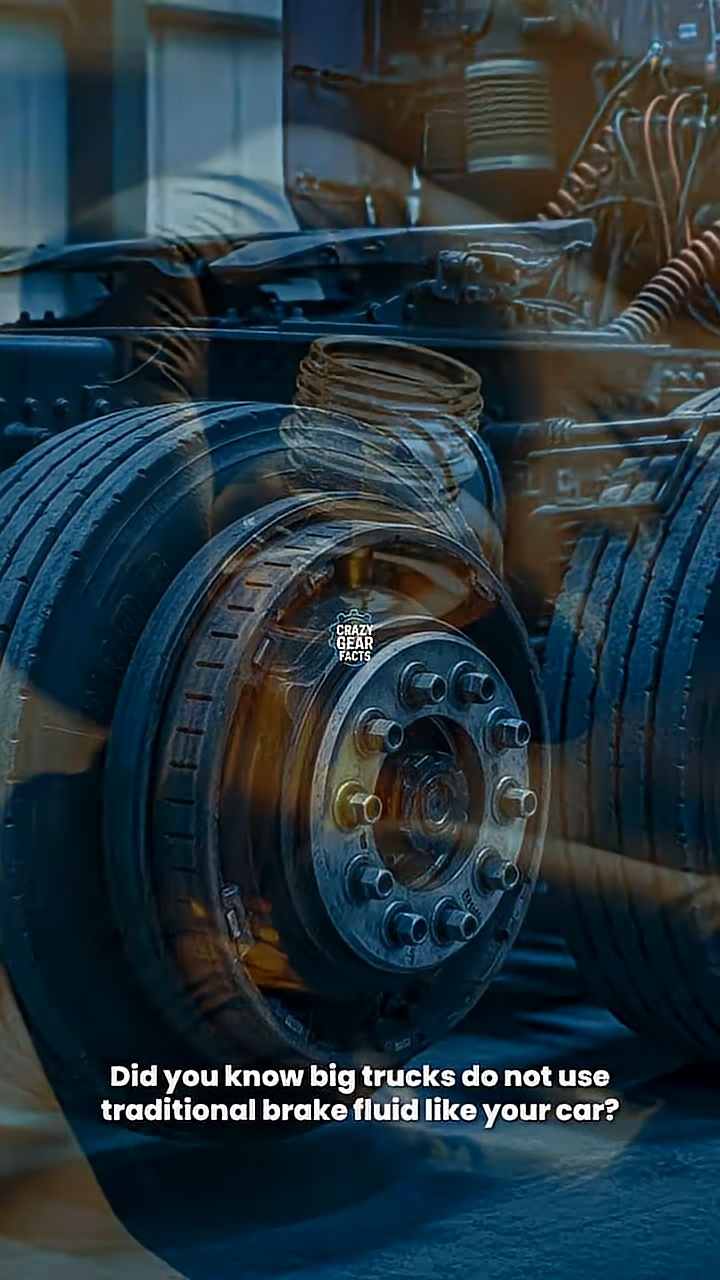 CRAZY
GEAR
FACTS
Did you know big trucks do not use
traditional brake fluid like your car?